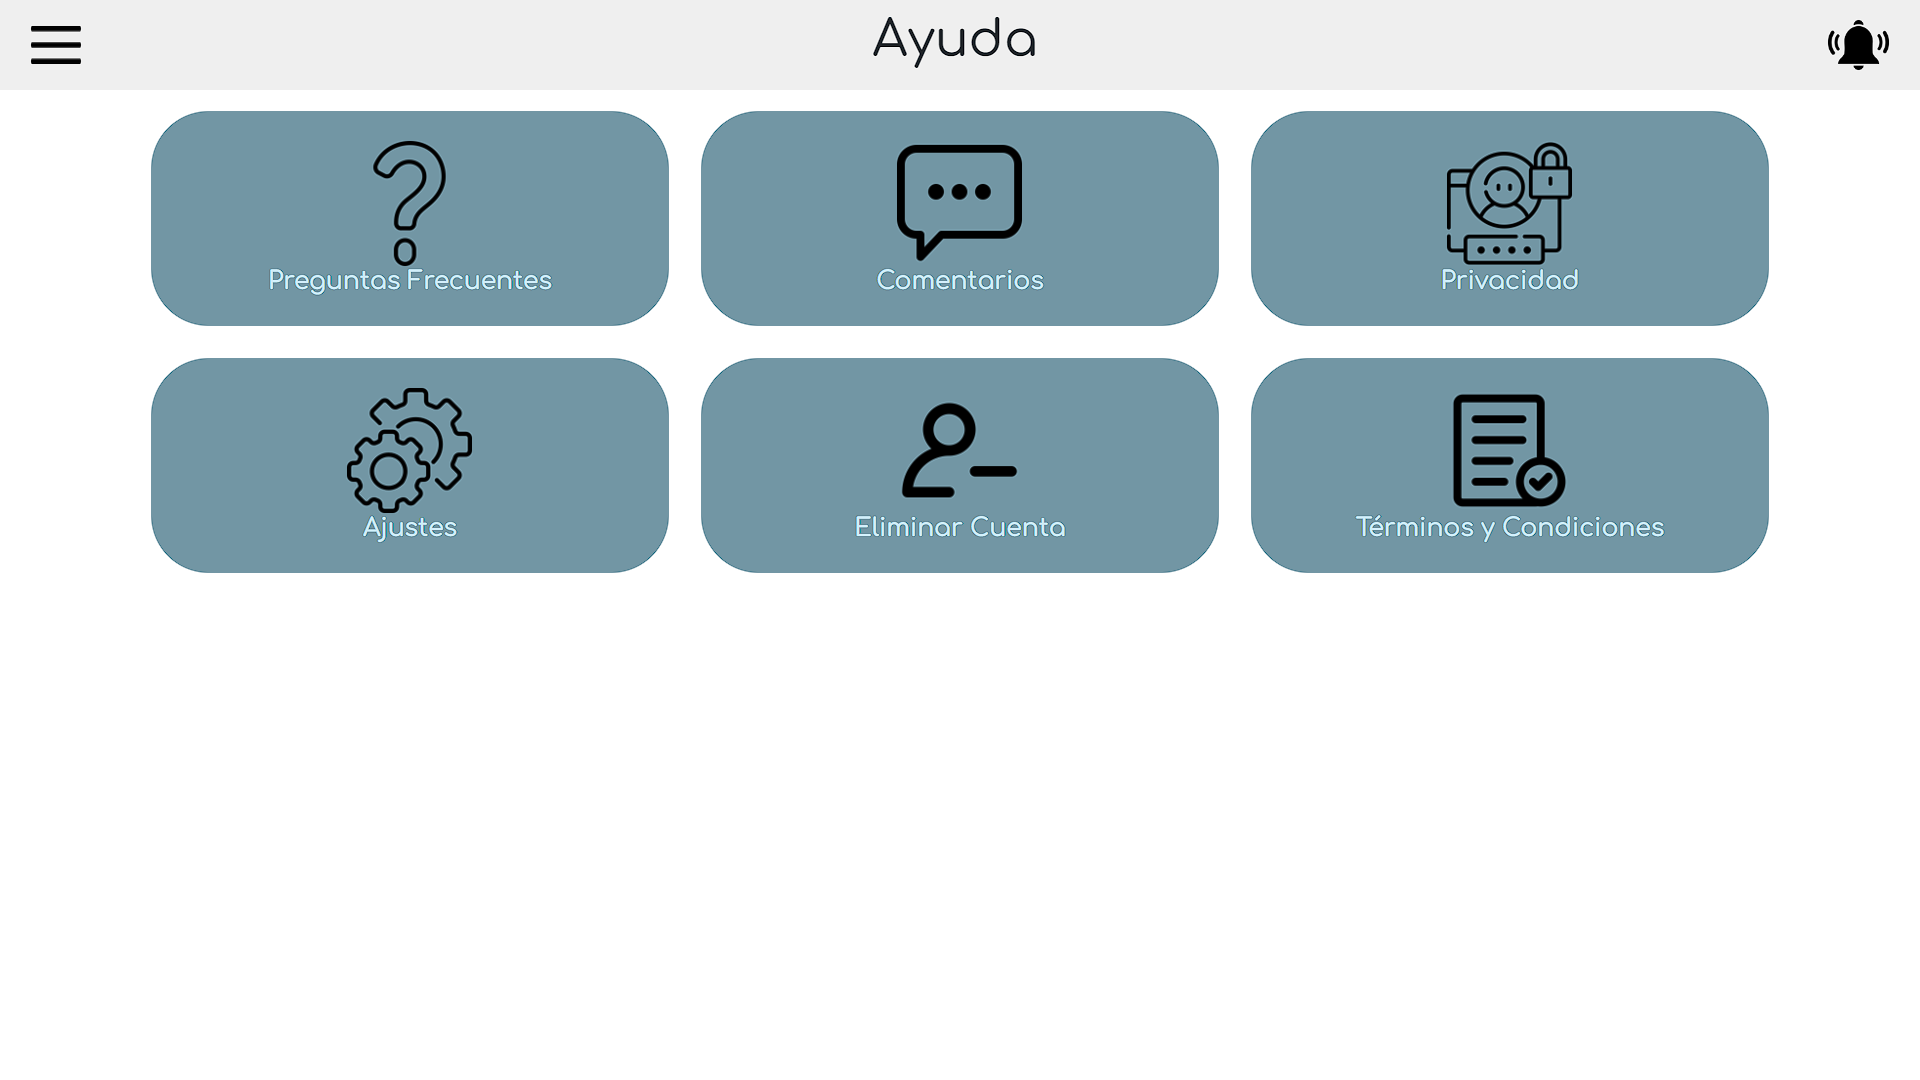 Ayuda
Preguntas Frecuentes
Comentarios
Privacidad
Ajustes
Eliminar Cuenta
Términos y Condiciones